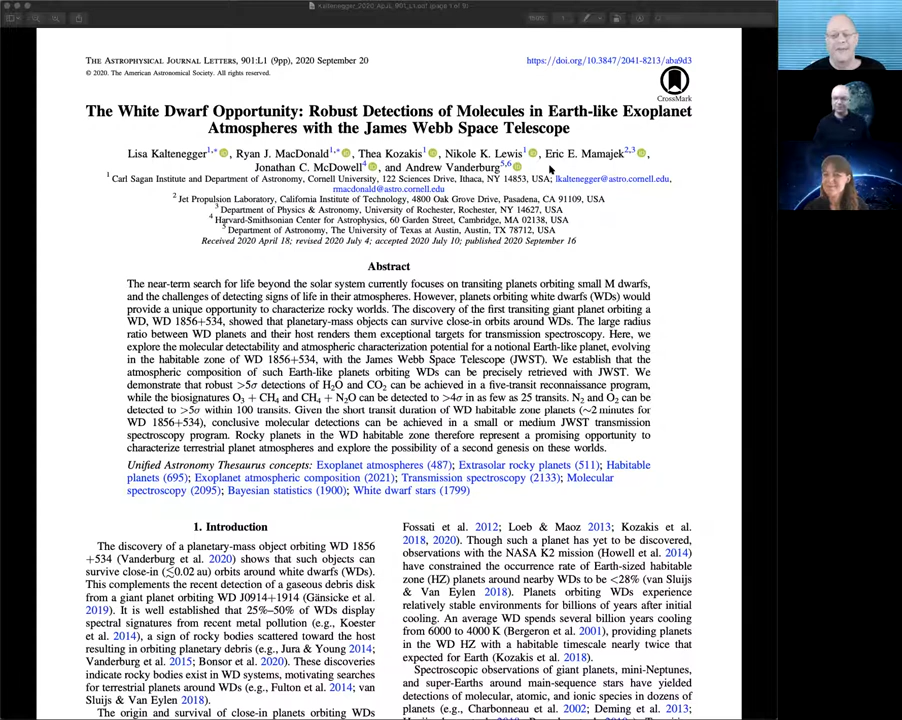 Kaltenegger_2020_ApJL_901_L1.pdf (page 1 of 9)
THE ASTROPHYSICAL JOURNAL LETTERS, 901:L1 (9pp), 2020 September 20
https://doi.org/10.3847/2041-8213/aba9d3
© 2020. The American Astronomical Society. All rights reserved.
CrossMark
The White Dwarf Opportunity: Robust Detections of Molecules in Earth-like Exoplanet
Atmospheres with the James Webb Space Telescope
Lisa Kaltenegger1,*, Ryan J. MacDonald1,*, Thea Kozakis1, Nikole K. Lewis1, Eric E. Mamajek2,3,
Jonathan C. McDowell4, and Andrew Vanderburg5,6
1 Carl Sagan Institute and Department of Astronomy, Cornell University, 122 Sciences Drive, Ithaca, NY 14853, USA; lkaltenegger@astro.cornell.edu,
rmacdonald@astro.cornell.edu
2 Jet Propulsion Laboratory, California Institute of Technology, 4800 Oak Grove Drive, Pasadena, CA 91109, USA
3 Department of Physics & Astronomy, University of Rochester, Rochester, NY 14627, USA
4 Harvard-Smithsonian Center for Astrophysics, 60 Garden Street, Cambridge, MA 02138, USA
5 Department of Astronomy, The University of Texas at Austin, Austin, TX 78712, USA
Received 2020 April 18; revised 2020 July 4; accepted 2020 July 10; published 2020 September 16
Abstract
The near-term search for life beyond the solar system currently focuses on transiting planets orbiting small M dwarfs,
and the challenges of detecting signs of life in their atmospheres. However, planets orbiting white dwarfs (WDs) would
provide a unique opportunity to characterize rocky worlds. The discovery of the first transiting giant planet orbiting a
WD, WD 1856+534, showed that planetary-mass objects can survive close-in orbits around WDs. The large radius
ratio between WD planets and their host renders them exceptional targets for transmission spectroscopy. Here, we
explore the molecular detectability and atmospheric characterization potential for a notional Earth-like planet, evolving
in the habitable zone of WD 1856+534, with the James Webb Space Telescope (JWST). We establish that the
atmospheric composition of such Earth-like planets orbiting WDs can be precisely retrieved with JWST. We
demonstrate that robust >5σ detections of H2O and CO2 can be achieved in a five-transit reconnaissance program,
while the biosignatures O3 + CH4 and CH4 + N2O can be detected to >4σ in as few as 25 transits. N2 and O2 can be
detected to >5σ within 100 transits. Given the short transit duration of WD habitable zone planets (~2 minutes for
WD 1856+534), conclusive molecular detections can be achieved in a small or medium JWST transmission
spectroscopy program. Rocky planets in the WD habitable zone therefore represent a promising opportunity to
characterize terrestrial planet atmospheres and explore the possibility of a second genesis on these worlds.
Unified Astronomy Thesaurus concepts: Exoplanet atmospheres (487); Extrasolar rocky planets (511); Habitable
planets (695); Exoplanet atmospheric composition (2021); Transmission spectroscopy (2133); Molecular
spectroscopy (2095); Bayesian statistics (1900); White dwarf stars (1799)
1. Introduction
The discovery of a planetary-mass object orbiting WD 1856
+534 (Vanderburg et al. 2020) shows that such objects can
survive close-in (≲0.02 au) orbits around white dwarfs (WDs).
This complements the recent detection of a gaseous debris disk
from a giant planet orbiting WD J0914+1914 (Gänsicke et al.
2019). It is well established that 25%–50% of WDs display
spectral signatures from recent metal pollution (e.g., Koester
et al. 2014), a sign of rocky bodies scattered toward the host
resulting in orbiting planetary debris (e.g., Jura & Young 2014;
Vanderburg et al. 2015; Bonsor et al. 2020). These discoveries
indicate rocky bodies exist in WD systems, motivating searches
for terrestrial planets around WDs (e.g., Fulton et al. 2014; van
Sluijs & Van Eylen 2018).
The origin and survival of close-in planets orbiting WDs
Fossati et al. 2012; Loeb & Maoz 2013; Kozakis et al.
2018, 2020). Though such a planet has yet to be discovered,
observations with the NASA K2 mission (Howell et al. 2014)
have constrained the occurrence rate of Earth-sized habitable
zone (HZ) planets around nearby WDs to be <28% (van Sluijs
& Van Eylen 2018). Planets orbiting WDs experience
relatively stable environments for billions of years after initial
cooling. An average WD spends several billion years cooling
from 6000 to 4000 K (Bergeron et al. 2001), providing planets
in the WD HZ with a habitable timescale nearly twice that
expected for Earth (Kozakis et al. 2018).
Spectroscopic observations of giant planets, mini-Neptunes,
and super-Earths around main-sequence stars have yielded
detections of molecular, atomic, and ionic species in dozens of
planets (e.g., Charbonneau et al. 2002; Deming et al. 2013;